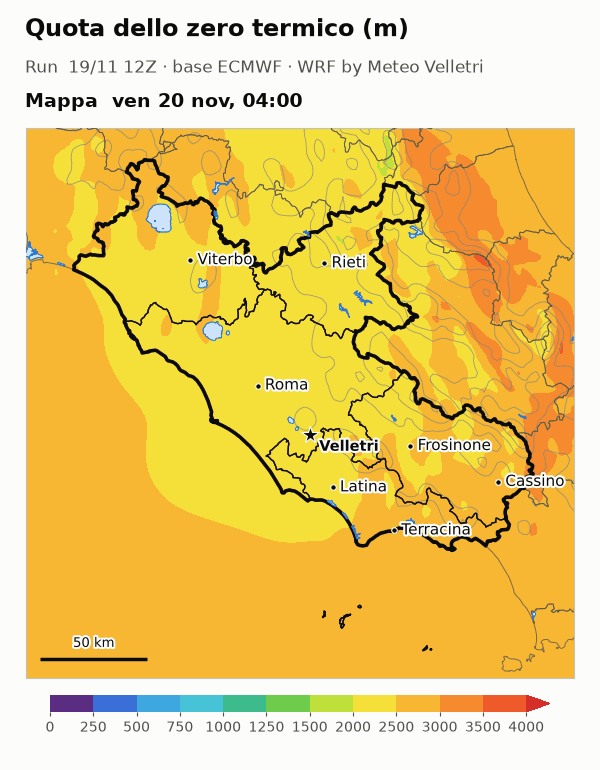 Quota dello zero termico (m)
Run 19/11 12Z · base ECMWF · WRF by Meteo Velletri
Mappa ven 20 nov, 04:00
Viterbo
Rieti
Roma
Velletri
Frosinone
Latina
Cassino
Terracina
50 km
0 250 500 750 1000 1250 1500 2000 2500 3000 3500 4000